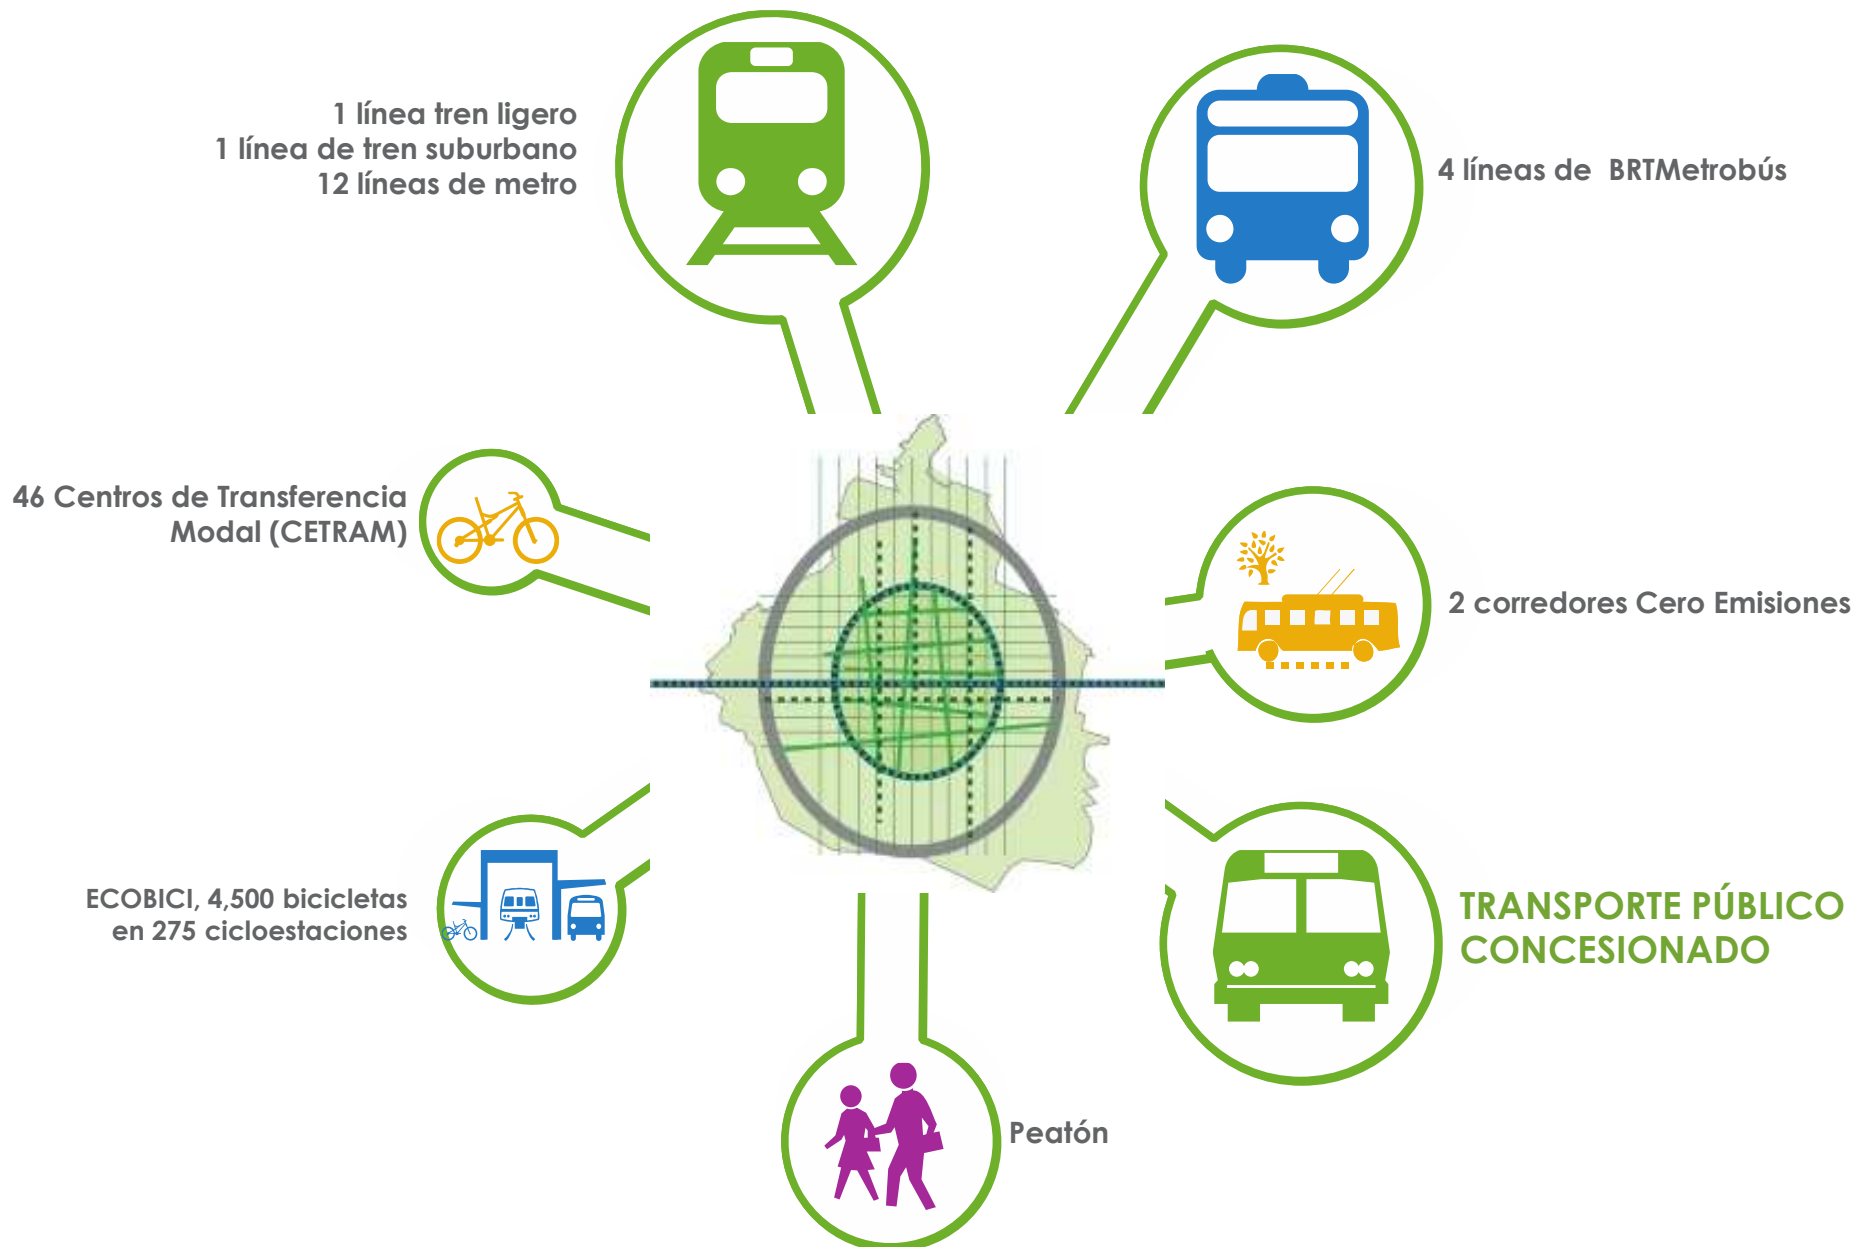 1 línea tren ligero
1 línea de tren suburbano
12 líneas de metro
4 líneas de BRTMetrobús
46 Centros de Transferencia
Modal (CETRAM)
2 corredores Cero Emisiones
ECOBICI, 4,500 bicicletas
en 275 cicloestaciones
TRANSPORTE PÚBLICO
CONCESIONADO
Peatón